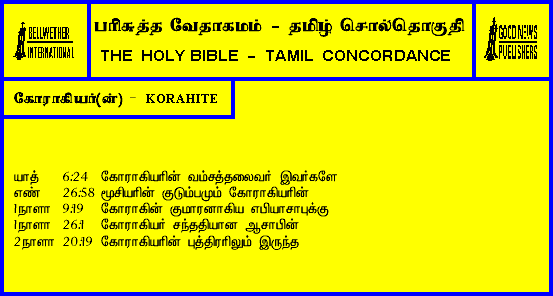 BELLWETHER
INTERNATIONAL
பரிசுத்த வேதாகமம் - தமிழ் சொல்தொகுதி
THE HOLY BIBLE - TAMIL CONCORDANCE
GOOD NEWS
PUBLISHERS
கோராகியர்(ன்) - KORAHITE
யாத் 6:24 கோராகியரின் வம்சத்தலைவர் இவர்களே
எண் 26:58 மூசியரின் குடும்பமும் கோராகியரின்
1நாளா 9:19 கோராகின் குமாரனாகிய எபியாசாபுக்கு
1நாளா 26:1 கோராகியர் சந்ததியான ஆசாபின்
2நாளா 20:19 கோராகியரின் புத்திரரிலும் இருந்த